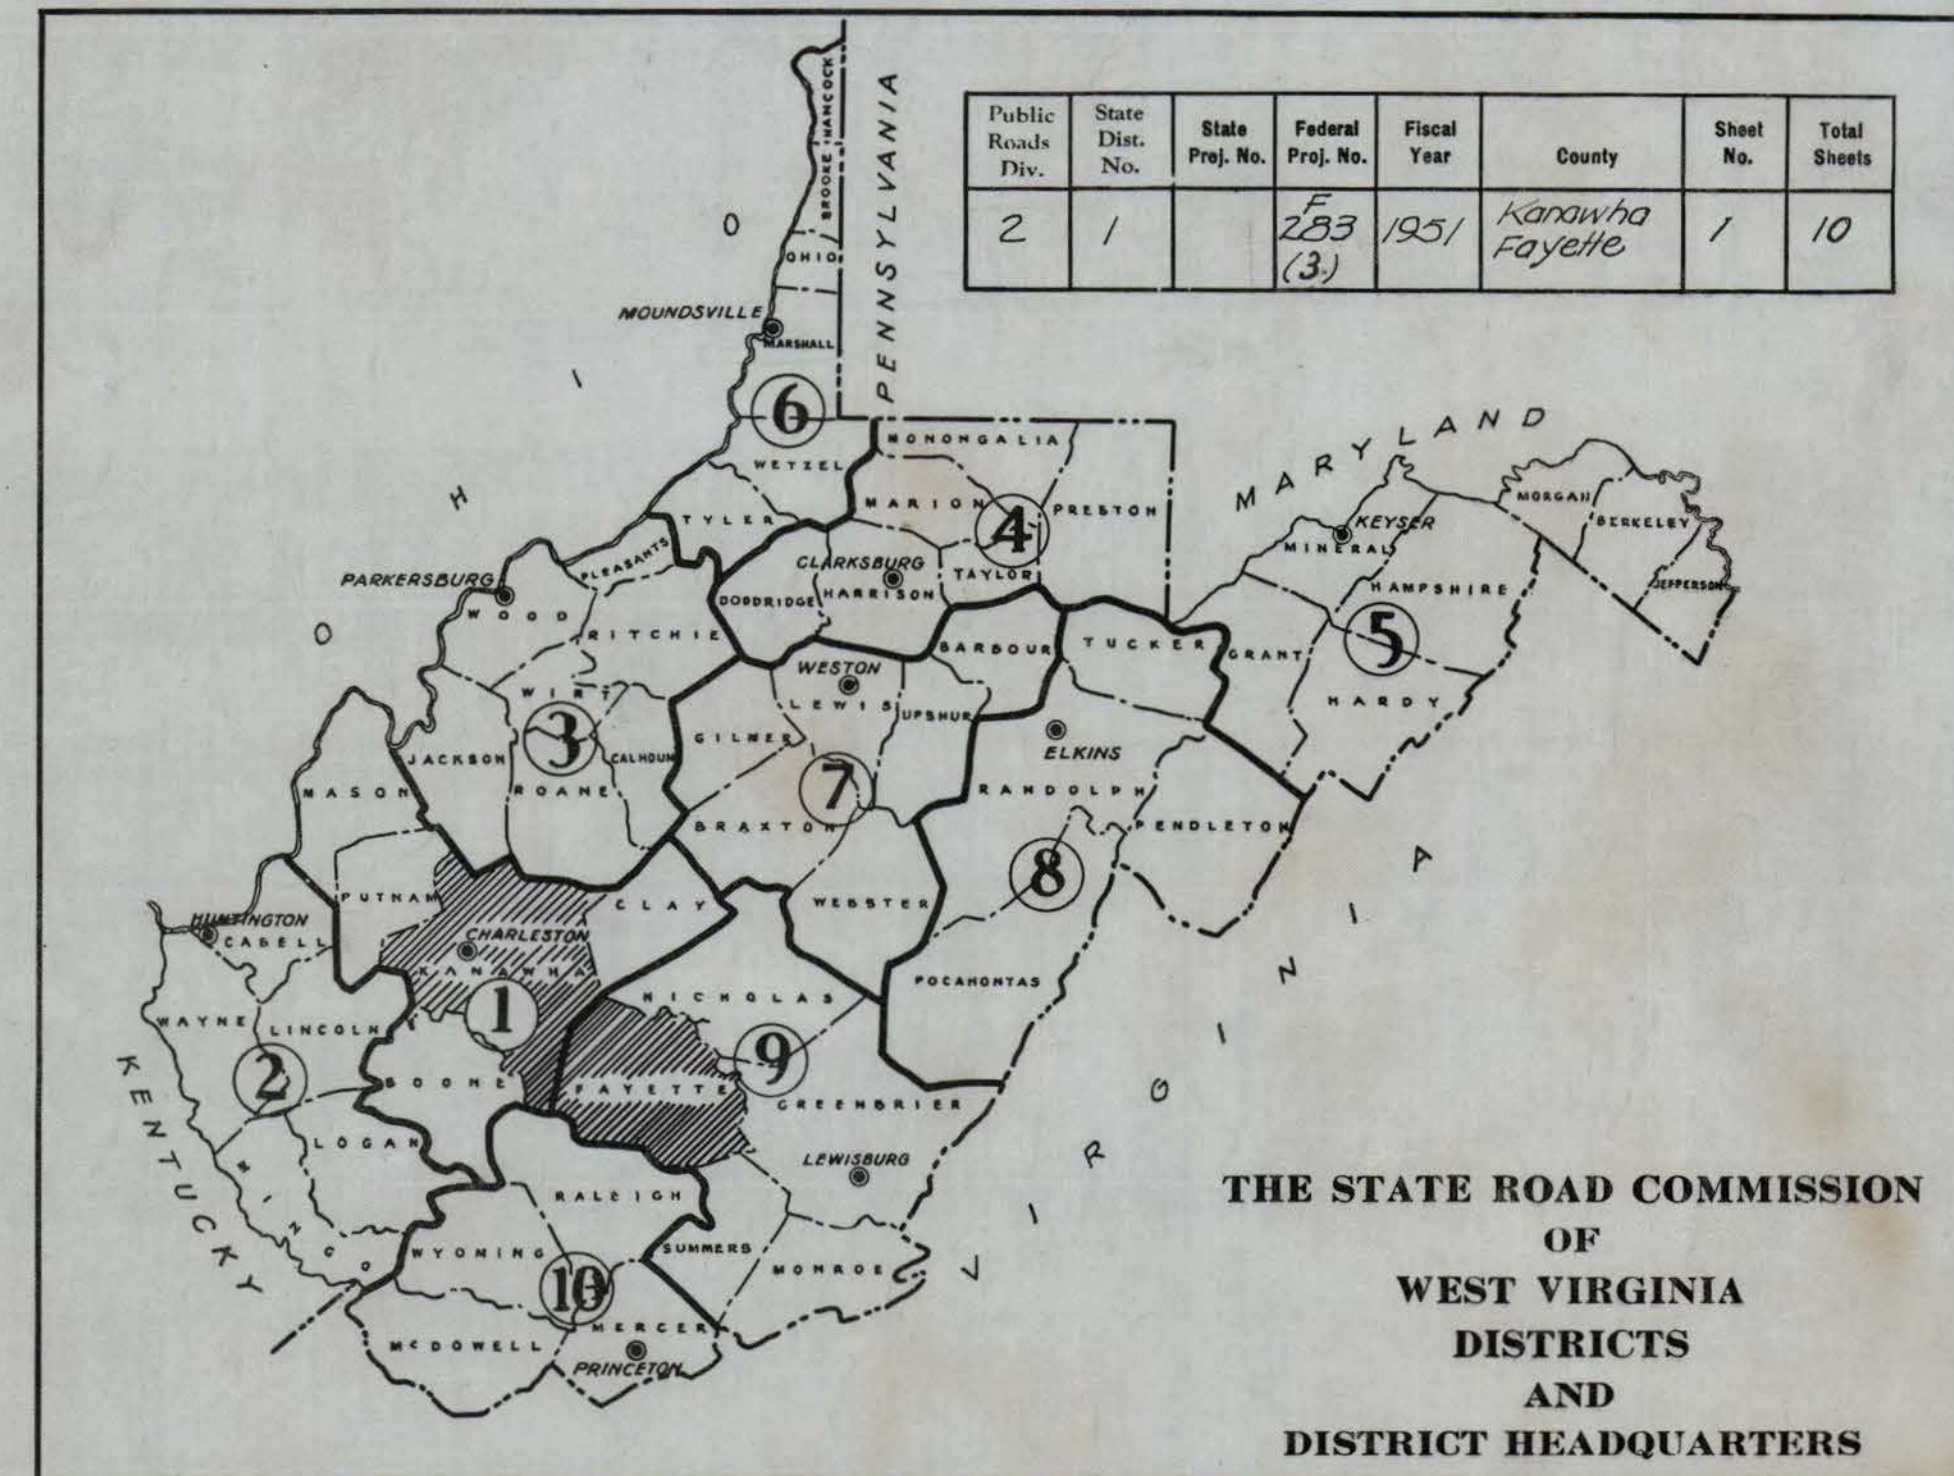 Public Roads Div. State Dist. No. State Proj. No. Federal Proj. No. Fiscal Year County Sheet No. Total Sheets
2 1 F 283 (3) 1951 Kanawha Fayette 1 10
PENNSYLVANIA
OHIO
MARYLAND
VIRGINIA
KENTUCKY
HANCOCK
BROOKE
OHIO
MOUNDSVILLE
MARSHALL
6
WETZEL
TYLER
MONONGALIA
MARION
4
PRESTON
CLARKSBURG
HARRISON
TAYLOR
DODDRIDGE
KEYSER
MINERAL
MORGAN
BERKELEY
JEFFERSON
HAMPSHIRE
5
GRANT
HARDY
PARKERSBURG
PLEASANTS
WOOD
RITCHIE
WIRT
3
JACKSON
CALHOUN
ROANE
BARBOUR
TUCKER
WESTON
LEWIS
UPSHUR
GILMER
7
BRAXTON
WEBSTER
ELKINS
RANDOLPH
PENDLETON
8
POCAHONTAS
MASON
PUTNAM
CLAY
CHARLESTON
KANAWHA
1
BOONE
HUNTINGTON
CABELL
WAYNE
LINCOLN
2
LOGAN
MINGO
NICHOLAS
9
FAYETTE
GREENBRIER
LEWISBURG
SUMMERS
MONROE
RALEIGH
WYOMING
10
MCDOWELL
MERCER
PRINCETON
THE STATE ROAD COMMISSION
OF
WEST VIRGINIA
DISTRICTS
AND
DISTRICT HEADQUARTERS